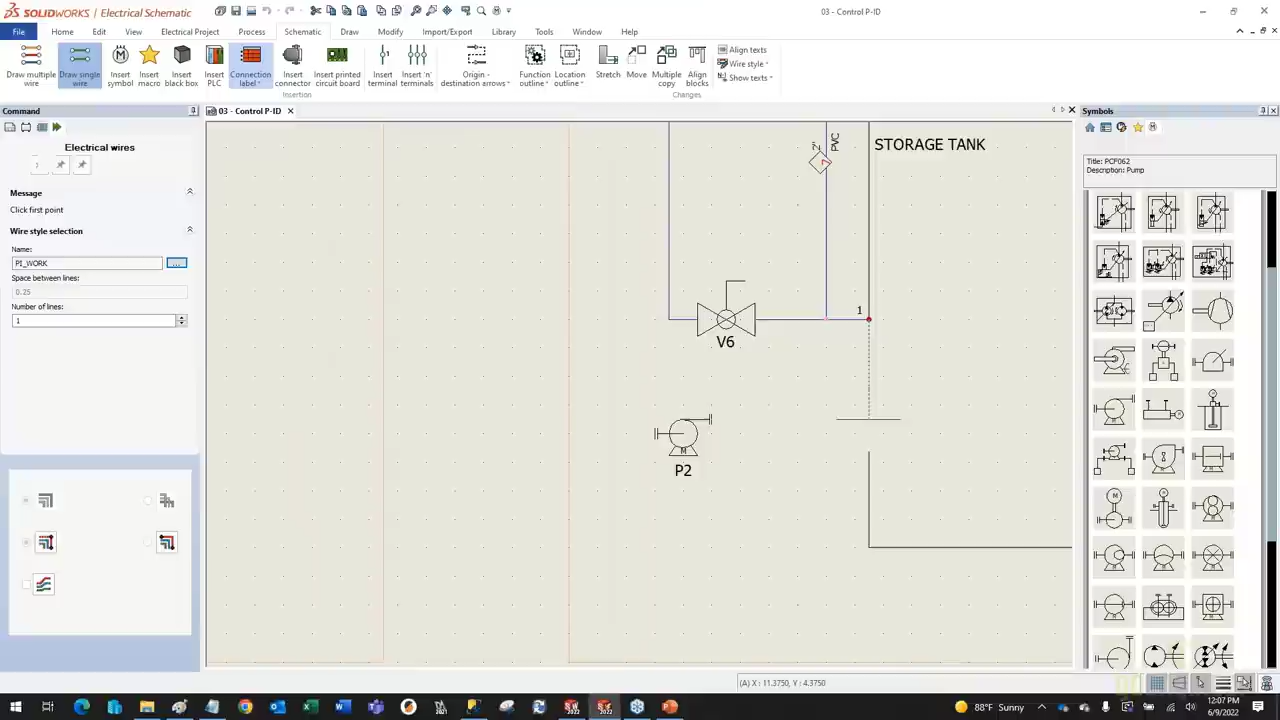 SOLIDWORKS Electrical Schematic
03 - Control P-ID
File Home Edit View Electrical Project Process Schematic Draw Modify Import/Export Library Tools Window Help
Draw multiple wire
Draw single wire
Insert symbol
Insert macro
Insert black box
Insert PLC
Connection label
Insert connector
Insert printed circuit board
Insert terminal
Insert 'n' terminals
Origin - destination arrows
Function outline
Location outline
Stretch
Move
Multiple copy
Align blocks
Align texts
Wire style
Show texts
Insertion
Changes
Command
03 - Control P-ID
Symbols
Electrical wires
Message
Click first point
Wire style selection
Name:
PI_WORK
...
Space between lines:
0.25
Number of lines:
1
STORAGE TANK
2"
PVC
7
1
V6
M
P2
Title: PCF062
Description: Pump
(A) X : 11.3750, Y : 4.3750
88°F Sunny
12:07 PM
6/9/2022